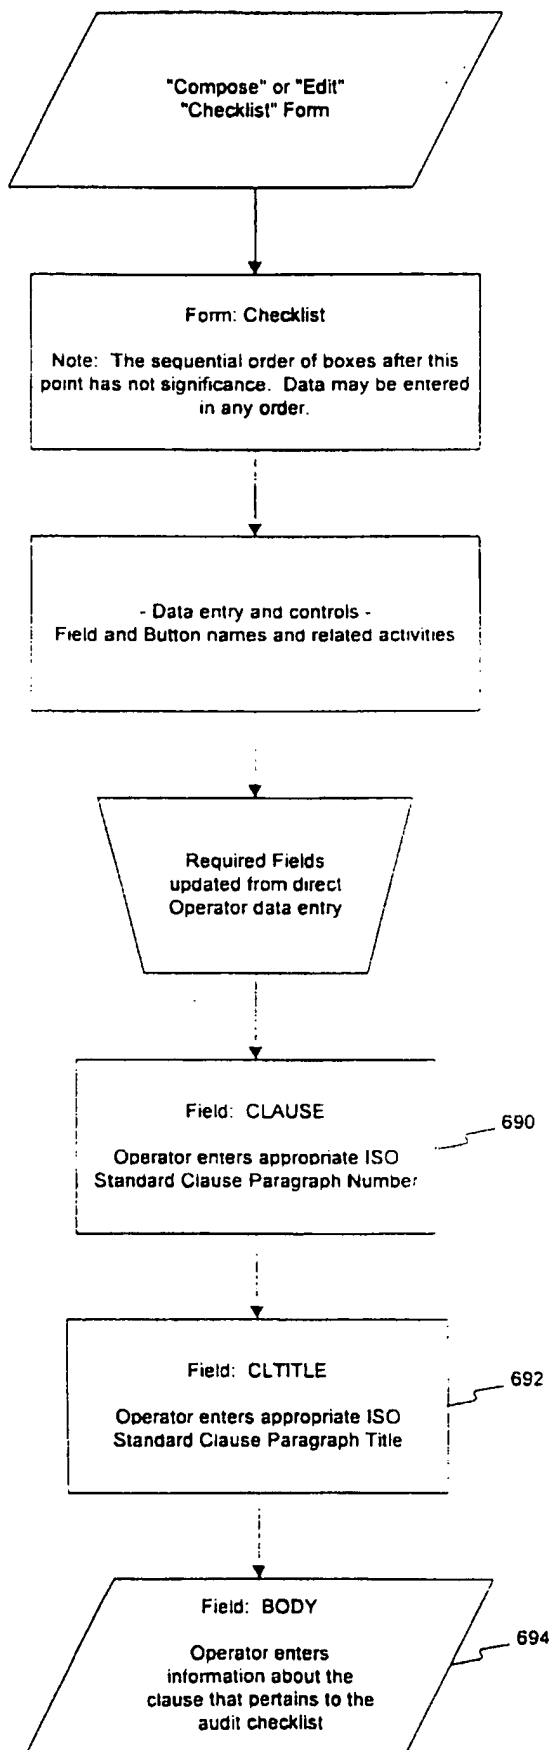 "Compose" or "Edit"
"Checklist" Form
Form: Checklist
Note: The sequential order of boxes after this
point has not significance. Data may be entered
in any order.
- Data entry and controls -
Field and Button names and related activities
Required Fields
updated from direct
Operator data entry
Field: CLAUSE
Operator enters appropriate ISO
Standard Clause Paragraph Number
690
Field: CLTITLE
Operator enters appropriate ISO
Standard Clause Paragraph Title
692
Field: BODY
Operator enters
information about the
clause that pertains to the
audit checklist
694